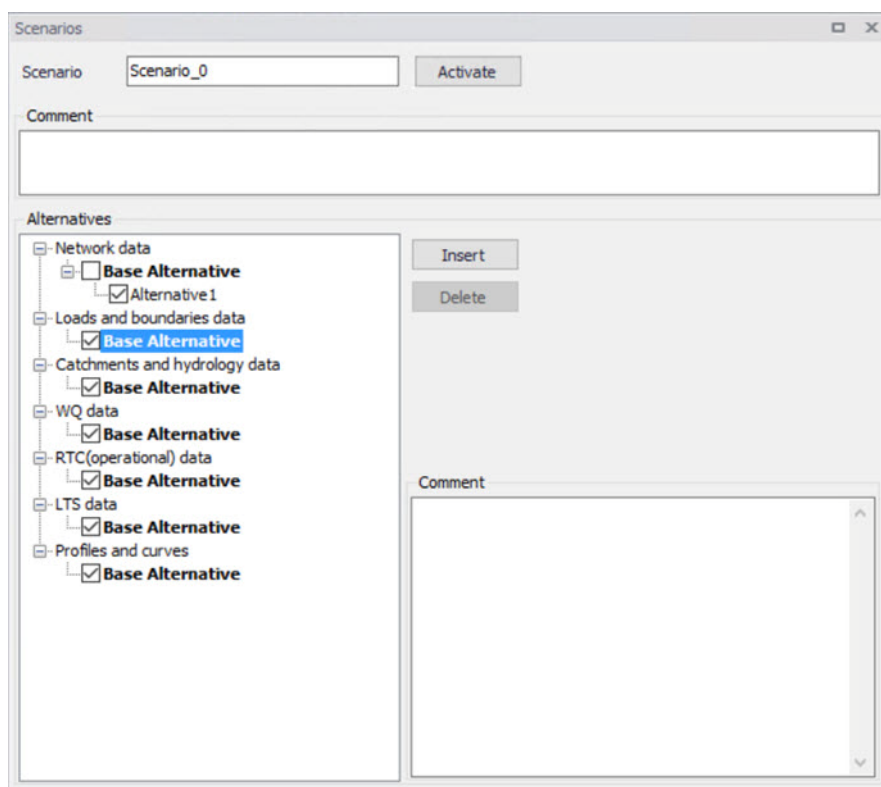 Scenarios
Scenario Scenario_0 Activate
Comment
Alternatives
Network data
Base Alternative
Alternative1
Loads and boundaries data
Base Alternative
Catchments and hydrology data
Base Alternative
WQ data
Base Alternative
RTC(operational) data
Base Alternative
LTS data
Base Alternative
Profiles and curves
Base Alternative
Insert
Delete
Comment